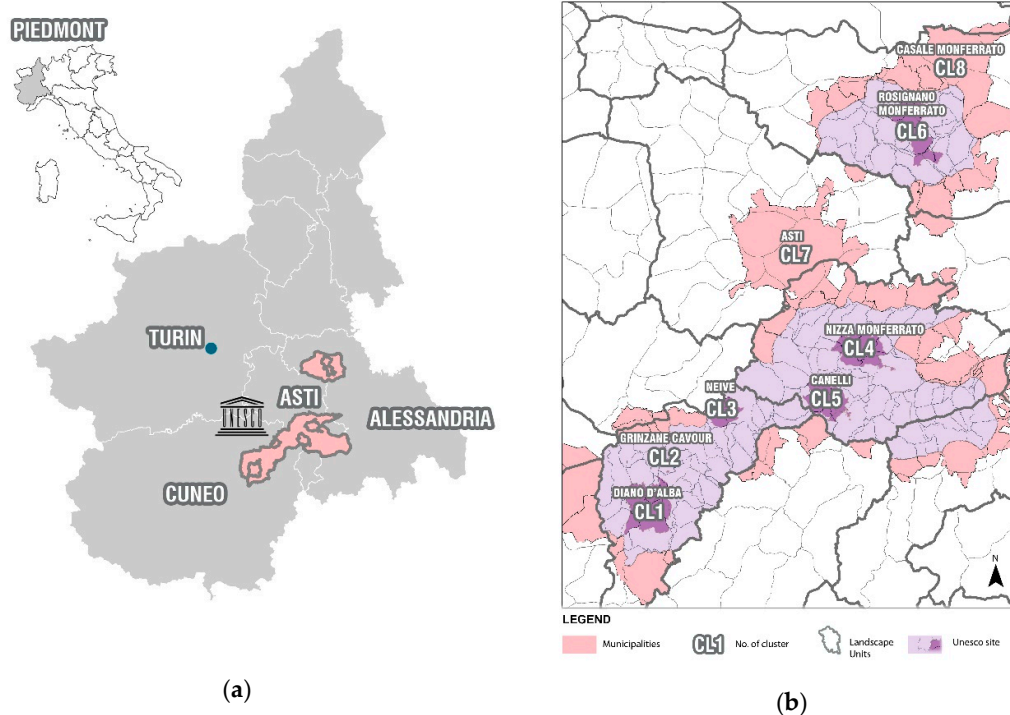 PIEDMONT
TURIN
UNESCO
ASTI
ALESSANDRIA
CUNEO
(a)
CASALE MONFERRATO
CL8
ROSIGNANO
MONFERRATO
CL6
ASTI
CL7
NIZZA MONFERRATO
CL4
NEIVE
CL3
CANELLI
CL5
GRINZANE CAVOUR
CL2
DIANO D'ALBA
CL1
N
LEGEND
Municipalities
CL1
No. of cluster
Landscape
Units
Unesco site
(b)